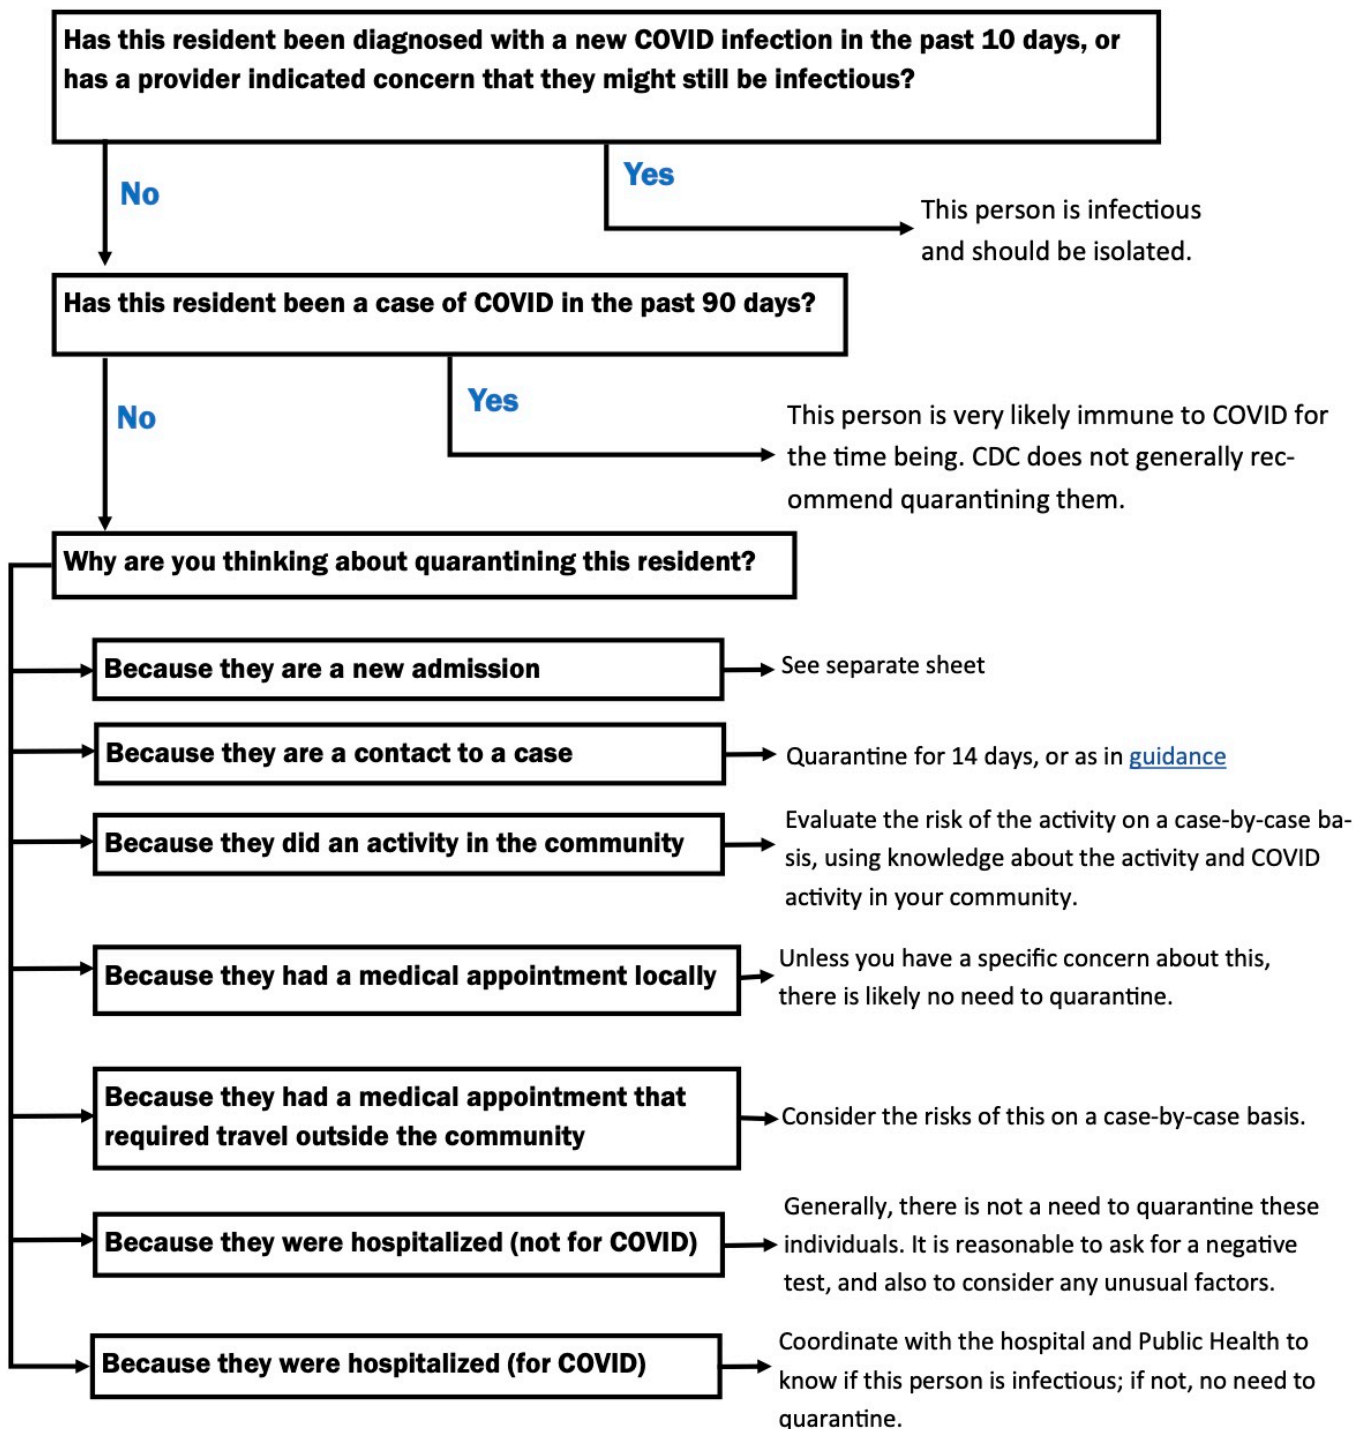 Has this resident been diagnosed with a new COVID infection in the past 10 days, or
has a provider indicated concern that they might still be infectious?
No
Yes
This person is infectious
and should be isolated.
Has this resident been a case of COVID in the past 90 days?
No
Yes
This person is very likely immune to COVID for
the time being. CDC does not generally rec-
ommend quarantining them.
Why are you thinking about quarantining this resident?
Because they are a new admission
See separate sheet
Because they are a contact to a case
Quarantine for 14 days, or as in guidance
Because they did an activity in the community
Evaluate the risk of the activity on a case-by-case ba-
sis, using knowledge about the activity and COVID
activity in your community.
Because they had a medical appointment locally
Unless you have a specific concern about this,
there is likely no need to quarantine.
Because they had a medical appointment that
required travel outside the community
Consider the risks of this on a case-by-case basis.
Because they were hospitalized (not for COVID)
Generally, there is not a need to quarantine these
individuals. It is reasonable to ask for a negative
test, and also to consider any unusual factors.
Because they were hospitalized (for COVID)
Coordinate with the hospital and Public Health to
know if this person is infectious; if not, no need to
quarantine.